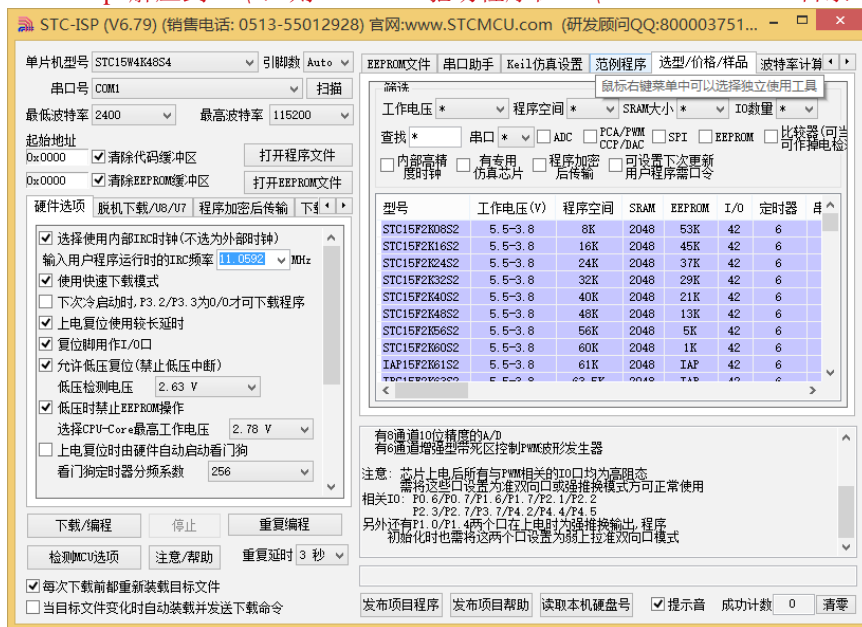 STC-ISP (V6.79) (销售电话: 0513-55012928) 官网:www.STCMCU.com (研发顾问QQ:800003751...
单片机型号 STC15W4K48S4 引脚数 Auto
串口号 COM1 扫描
最低波特率 2400 最高波特率 115200
起始地址
0x0000 清除代码缓冲区 打开程序文件
0x0000 清除EEPROM缓冲区 打开EEPROM文件
硬件选项 脱机下载/U8/U7 程序加密后传输
选择使用内部IRC时钟(不选为外部时钟)
输入用户程序运行时的IRC频率 11.0592 MHz
使用快速下载模式
下次冷启动时, P3.2/P3.3为0/0才可下载程序
上电复位使用较长延时
复位脚用作I/O口
允许低压复位(禁止低压中断)
低压检测电压 2.63 V
低压时禁止EEPROM操作
选择CPU-Core最高工作电压 2.78 V
上电复位时由硬件自动启动看门狗
看门狗定时器分频系数 256
下载/编程 停止 重复编程
检测MCU选项 注意/帮助 重复延时 3 秒
每次下载前都重新装载目标文件
当目标文件变化时自动装载并发送下载命令
EEPROM文件 串口助手 Keil仿真设置 范例程序 选型/价格/样品 波特率计算
鼠标右键菜单中可以选择独立使用工具
筛选
工作电压 * 程序空间 * SRAM大小 * IO数量 *
查找 * 串口 * ADC PCA/PWM CCP/DAC SPI EEPROM 比较器(可当可作掉电检
内部高精度时钟 有专用仿真芯片 程序加密后传输 可设置下次更新用户程序需口令
型号 工作电压(V) 程序空间 SRAM EEPROM I/O 定时器 串
STC15F2K08S2 5.5-3.8 8K 2048 53K 42 6
STC15F2K16S2 5.5-3.8 16K 2048 45K 42 6
STC15F2K24S2 5.5-3.8 24K 2048 37K 42 6
STC15F2K32S2 5.5-3.8 32K 2048 29K 42 6
STC15F2K40S2 5.5-3.8 40K 2048 21K 42 6
STC15F2K48S2 5.5-3.8 48K 2048 13K 42 6
STC15F2K56S2 5.5-3.8 56K 2048 5K 42 6
STC15F2K60S2 5.5-3.8 60K 2048 1K 42 6
IAP15F2K61S2 5.5-3.8 61K 2048 IAP 42 6
有8通道10位精度的A/D
有6通道增强型带死区控制PWM波形发生器
注意: 芯片上电后所有与PWM相关的IO口均为高阻态
需将这些口设置为准双向口或强推挽模式方可正常使用
相关IO: P0.6/P0.7/P1.6/P1.7/P2.1/P2.2
P2.3/P2.7/P3.7/P4.2/P4.4/P4.5
另外还有P1.0/P1.4两个口在上电时为强推挽输出, 程序
初始化时也需将这两个口设置为弱上拉准双向口模式
发布项目程序 发布项目帮助 读取本机硬盘号 提示音 成功计数 0 清零